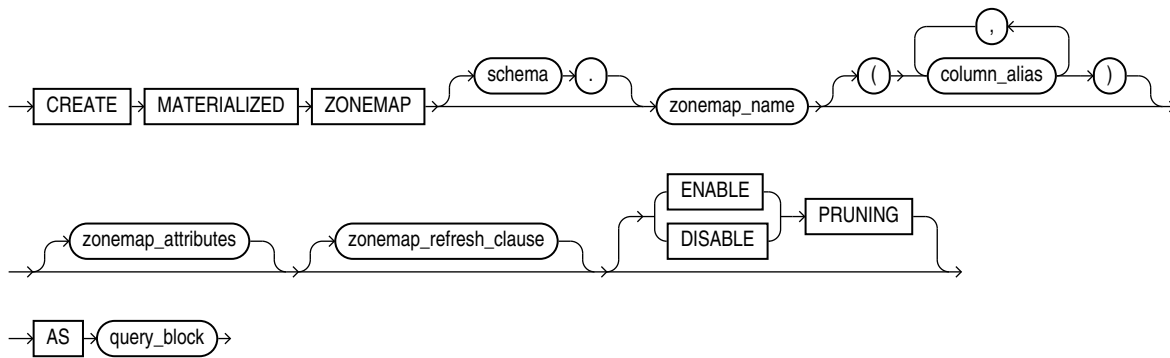 CREATE MATERIALIZED ZONEMAP schema . zonemap_name ( column_alias , )
zonemap_attributes zonemap_refresh_clause ENABLE DISABLE PRUNING
AS query_block